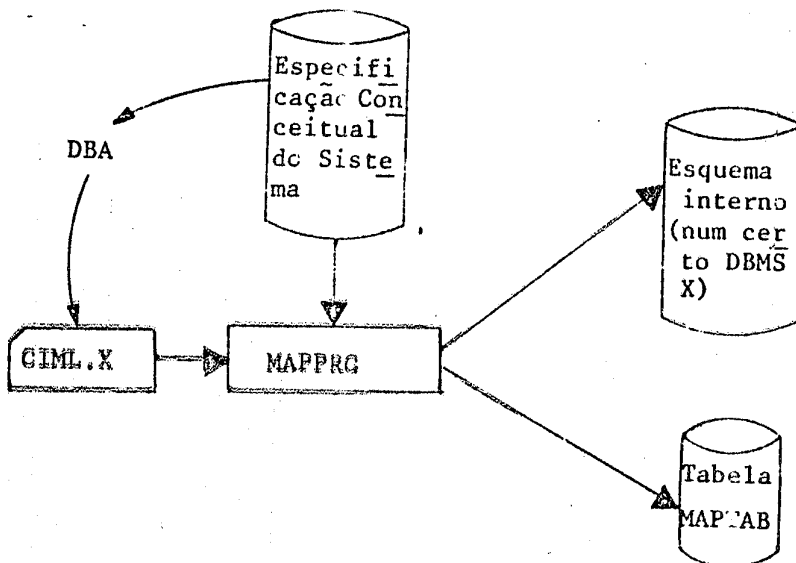 Especifi
cação Con
ceitual
do Siste
ma
DBA
Esquema
interno
(num cer
to DBMS
X)
CIML.X
MAPPRG
Tabela
MAPTAB